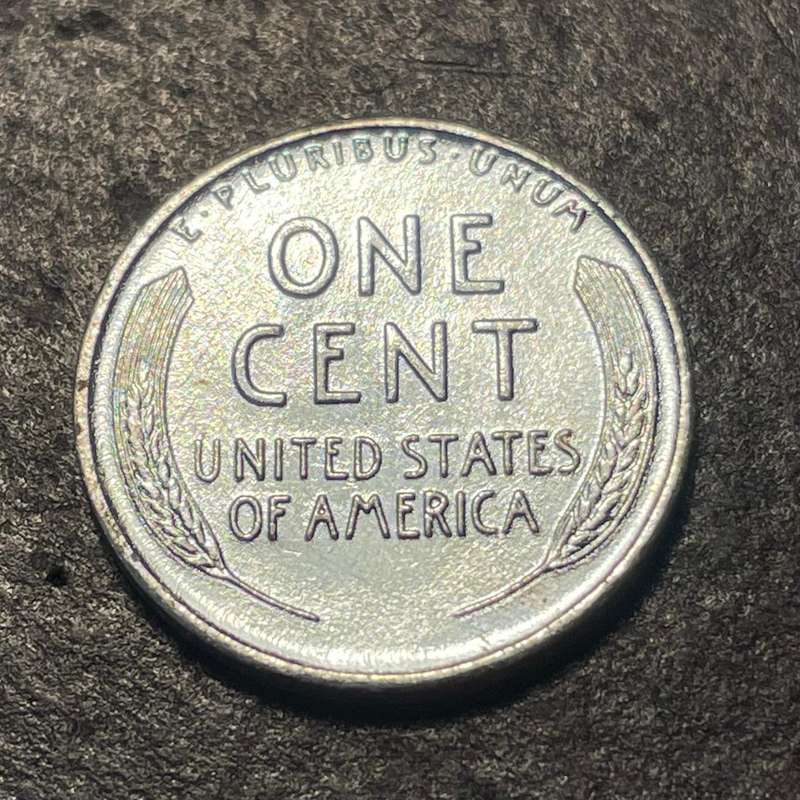 E · PLURIBUS · UNUM
ONE
CENT
UNITED STATES
OF AMERICA